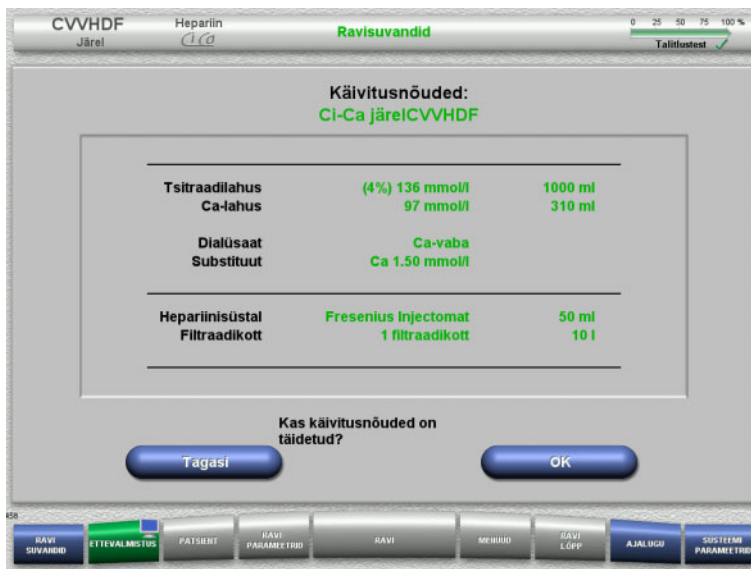 CVVHDF
Järel
Hepariin
CiCa
Ravisuvandid
0 25 50 75 100 %
Talitlustest
Käivitusnõuded:
Ci-Ca järelCVVHDF
Tsitraadilahus (4%) 136 mmol/l 1000 ml
Ca-lahus 97 mmol/l 310 ml
Dialüsaat Ca-vaba
Substituut Ca 1.50 mmol/l
Hepariinisüstal Fresenius Injectomat 50 ml
Filtraadikott 1 filtraadikott 10 l
Kas käivitusnõuded on
täidetud?
Tagasi
OK
458
RAVI
SUVANDID
ETTEVALMISTUS
PATSIENT
RAVI
PARAMEETRID
RAVI
MENÜÜD
RAVI
LÕPP
AJALUGU
SÜSTEEMI
PARAMEETRID